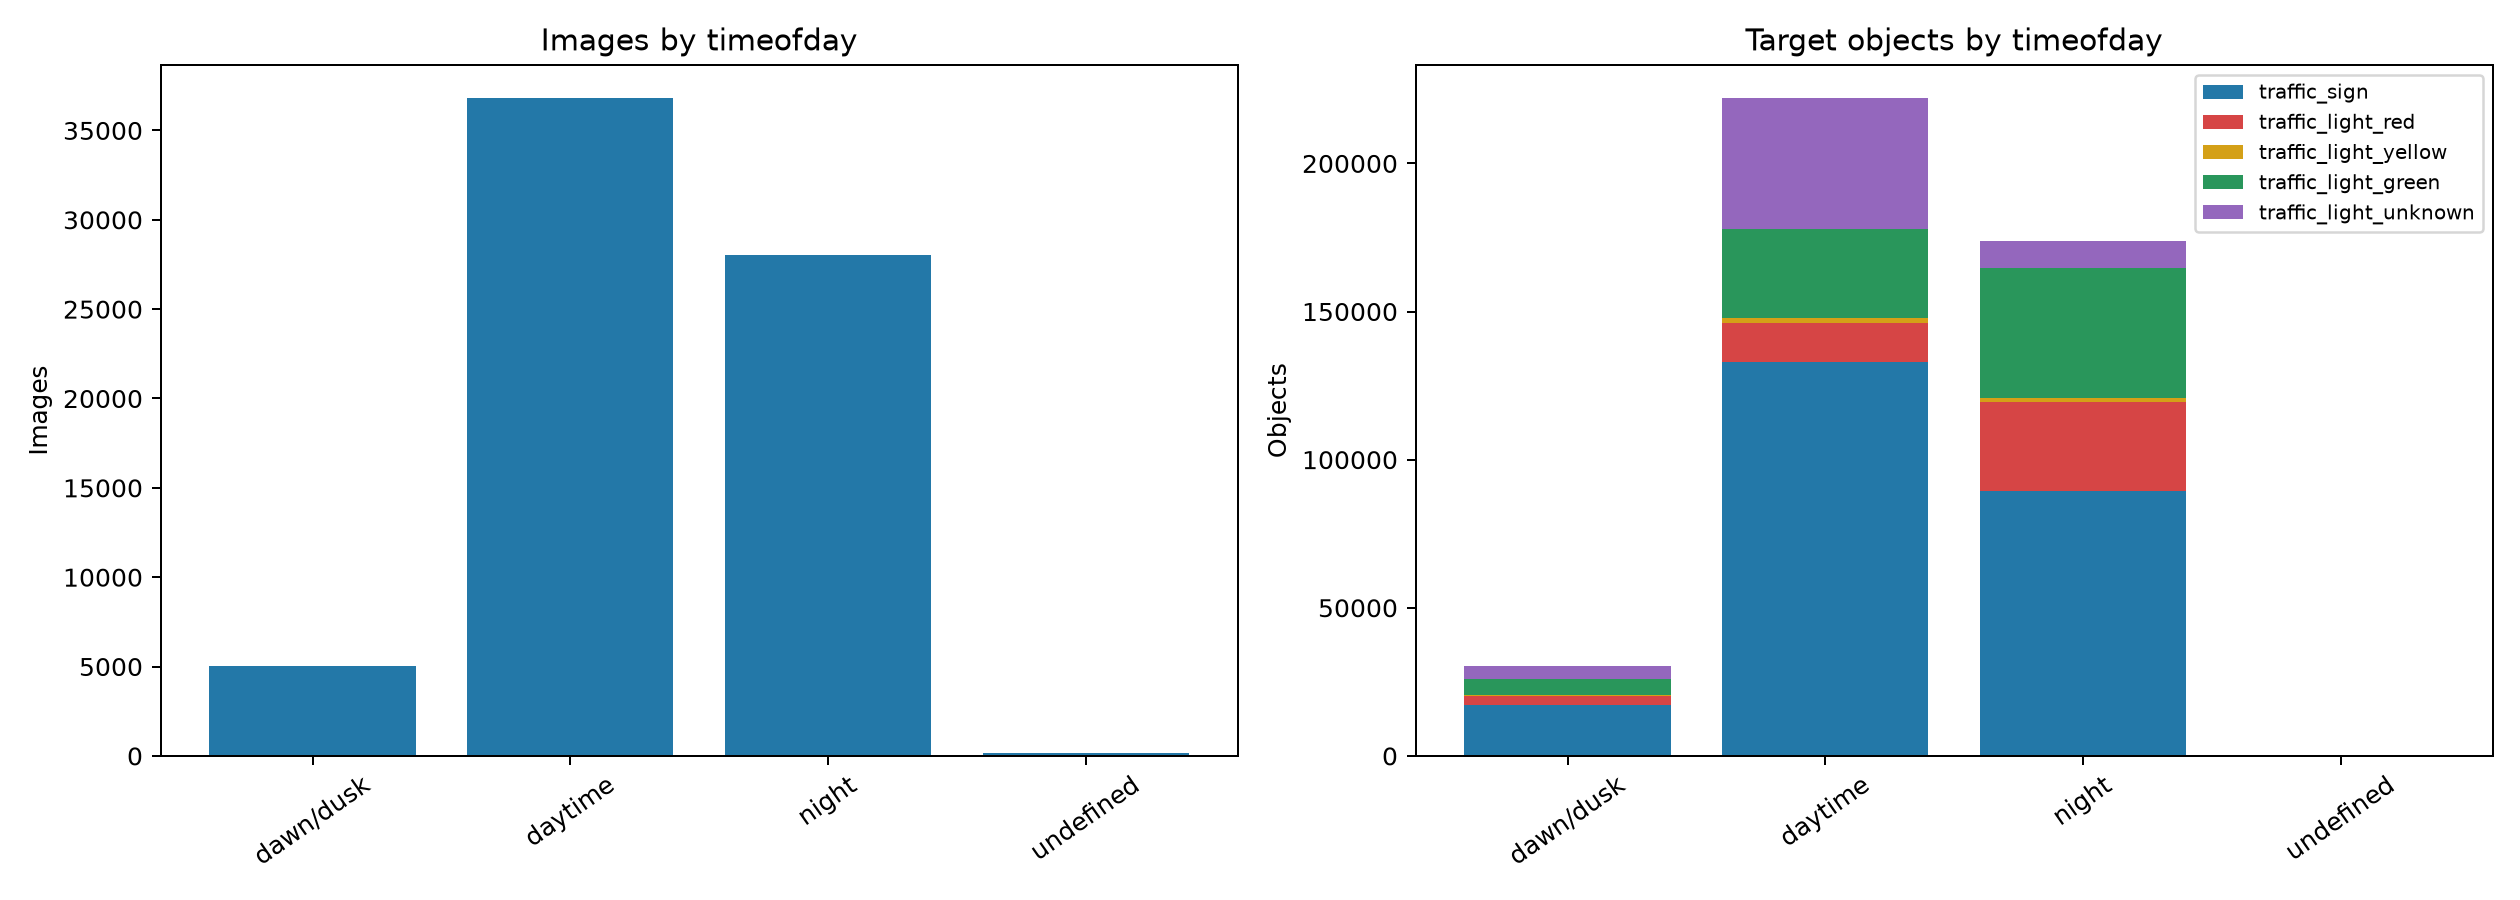 Images by timeofday
Images
35000
30000
25000
20000
15000
10000
5000
0
dawn/dusk
daytime
night
undefined
Target objects by timeofday
Objects
200000
150000
100000
50000
0
dawn/dusk
daytime
night
undefined
traffic_sign
traffic_light_red
traffic_light_yellow
traffic_light_green
traffic_light_unknown